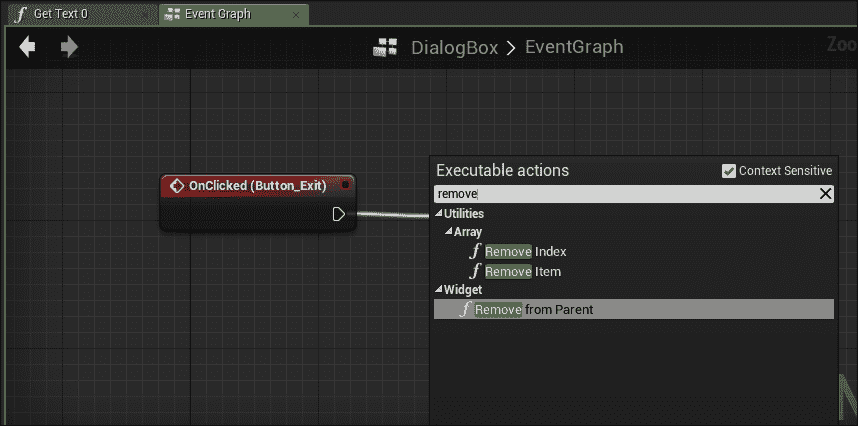 Get Text 0
Event Graph
DialogBox > EventGraph
Zoo
OnClicked (Button_Exit)
Executable actions
Context Sensitive
remove
Utilities
Array
Remove Index
Remove Item
Widget
Remove from Parent